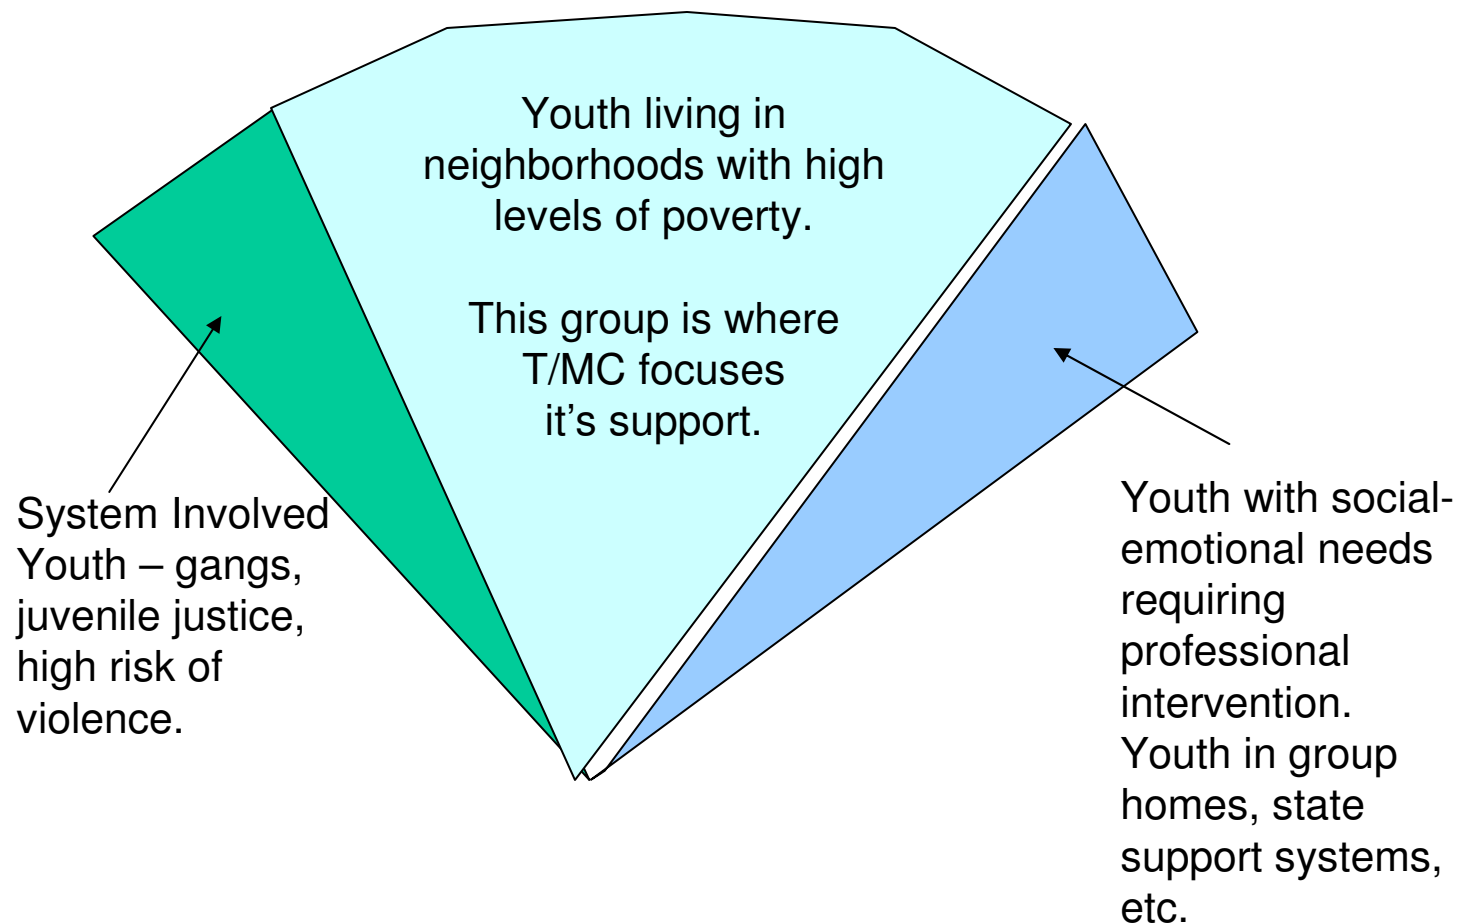 Youth living in
neighborhoods with high
levels of poverty.
This group is where
T/MC focuses
it’s support.
System Involved
Youth – gangs,
juvenile justice,
high risk of
violence.
Youth with social-
emotional needs
requiring
professional
intervention.
Youth in group
homes, state
support systems,
etc.